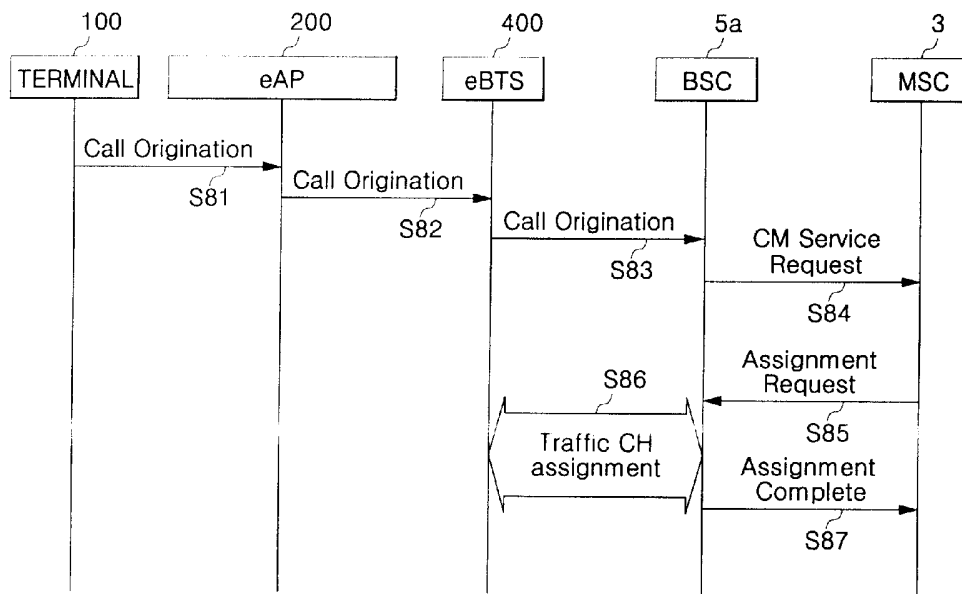 100
200
400
5a
3
TERMINAL
eAP
eBTS
BSC
MSC
Call Origination
S81
Call Origination
S82
Call Origination
S83
CM Service
Request
S84
Assignment
Request
S85
S86
Traffic CH
assignment
Assignment
Complete
S87